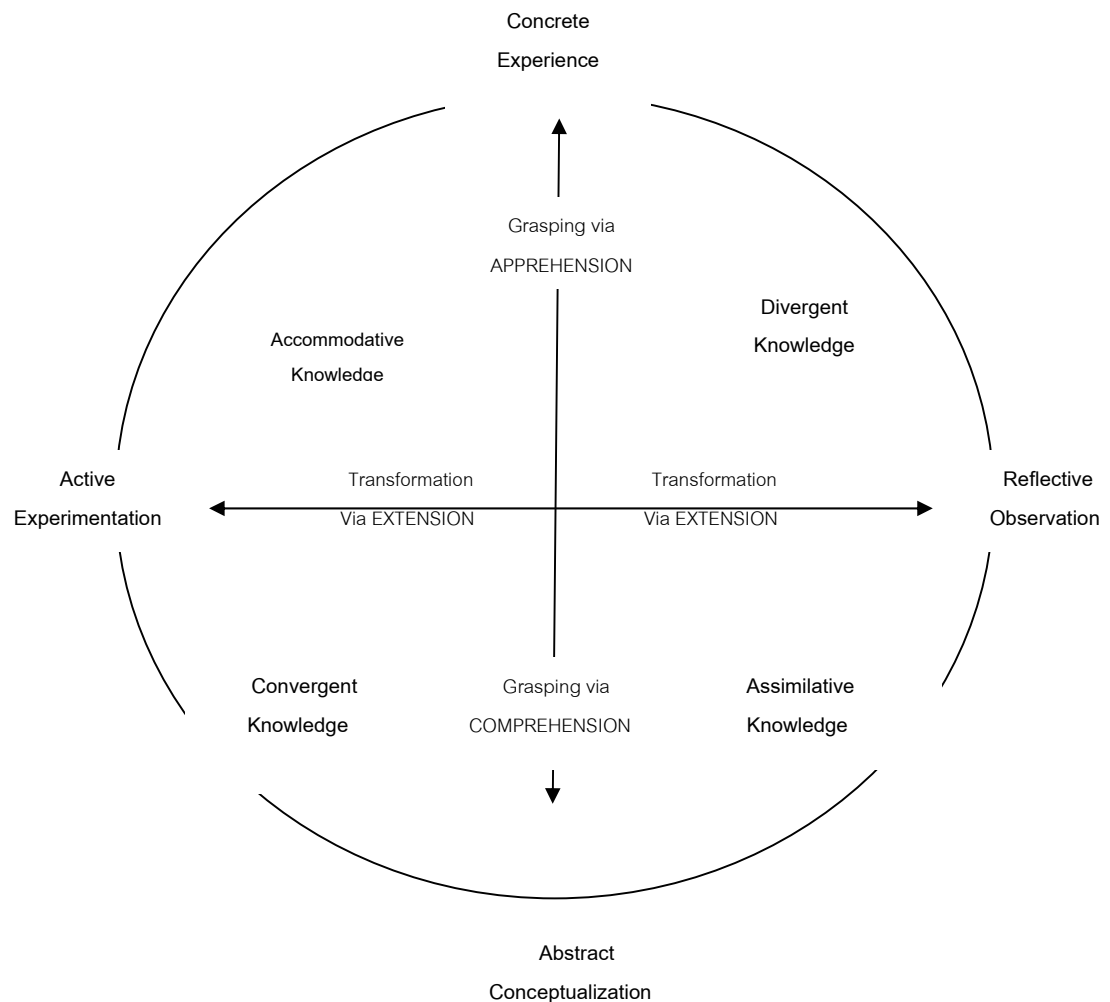 Concrete
Experience
Grasping via
APPREHENSION
Divergent
Knowledge
Accommodative
Knowledge
Active
Experimentation
Transformation
Via EXTENSION
Transformation
Via EXTENSION
Reflective
Observation
Convergent
Knowledge
Grasping via
COMPREHENSION
Assimilative
Knowledge
Abstract
Conceptualization